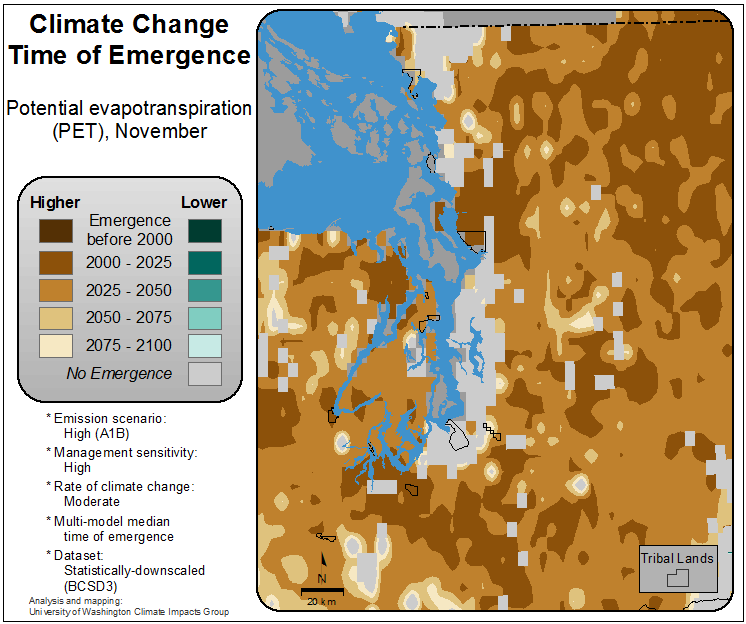 Climate Change
Time of Emergence
Potential evapotranspiration
(PET), November
Higher
Lower
Emergence
before 2000
2000 - 2025
2025 - 2050
2050 - 2075
2075 - 2100
No Emergence
* Emission scenario:
High (A1B)
* Management sensitivity:
High
* Rate of climate change:
Moderate
* Multi-model median
time of emergence
* Dataset:
Statistically-downscaled
(BCSD3)
Analysis and mapping:
University of Washington Climate Impacts Group
N
20 km
Tribal Lands